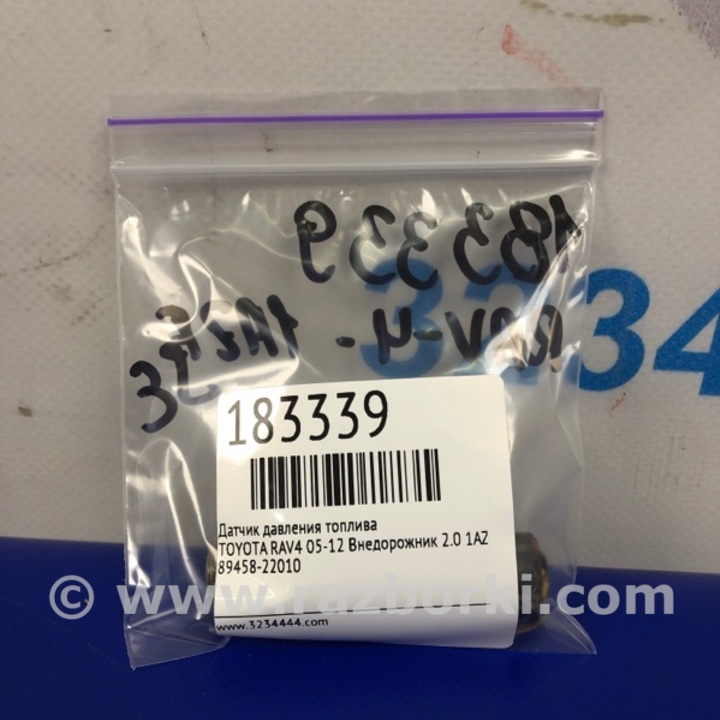 183339
RAV-4 - 1AZFE
3234
183339
Датчик давления топлива
TOYOTA RAV4 05-12 Внедорожник 2.0 1AZ
89458-22010
© www.razborki.com
www.3234444.com